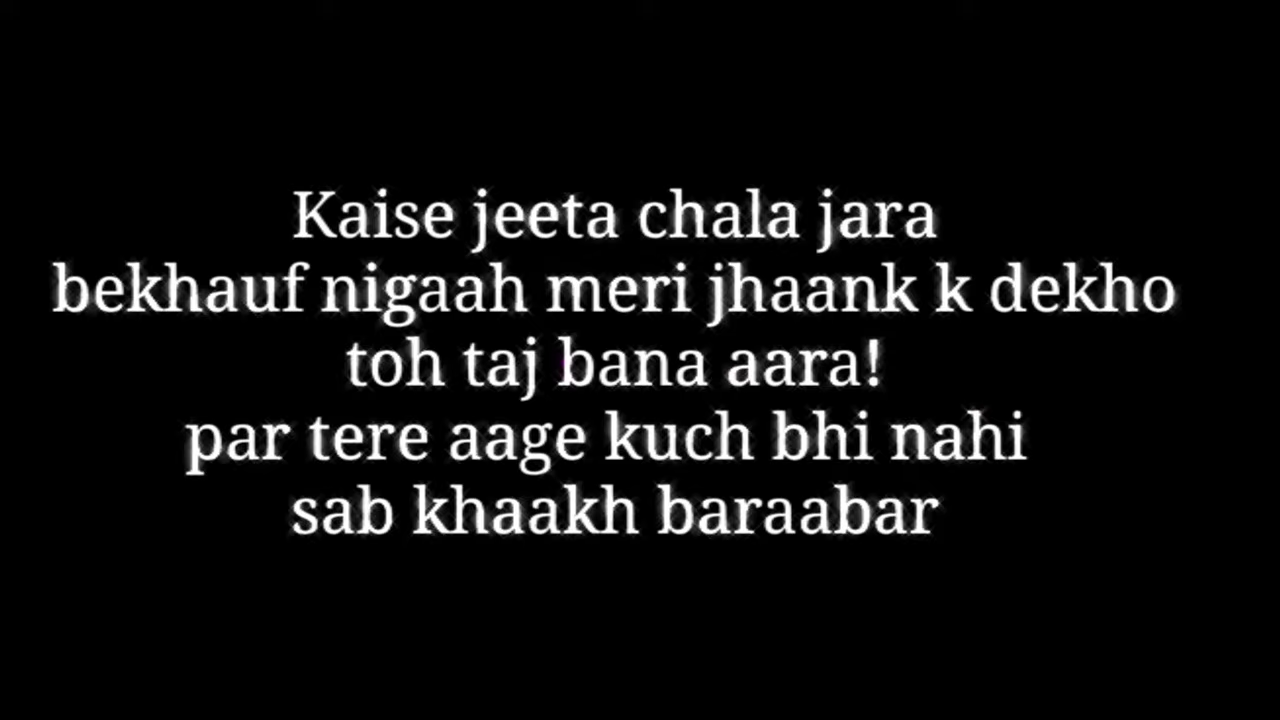 Kaise jeeta chala jara
bekhauf nigaah meri jhaank k dekho
toh taj bana aara!
par tere aage kuch bhi nahi
sab khaakh baraabar